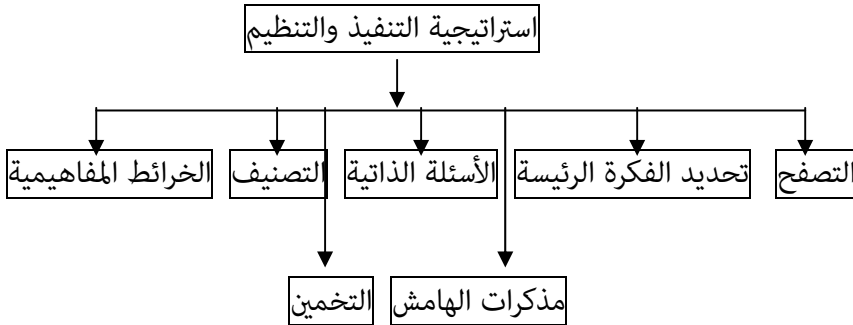 استراتيجية التنفيذ والتنظيم
التصفح
تحديد الفكرة الرئيسة
الأسئلة الذاتية
التصنيف
الخرائط المفاهيمية
مذكرات الهامش
التخمين